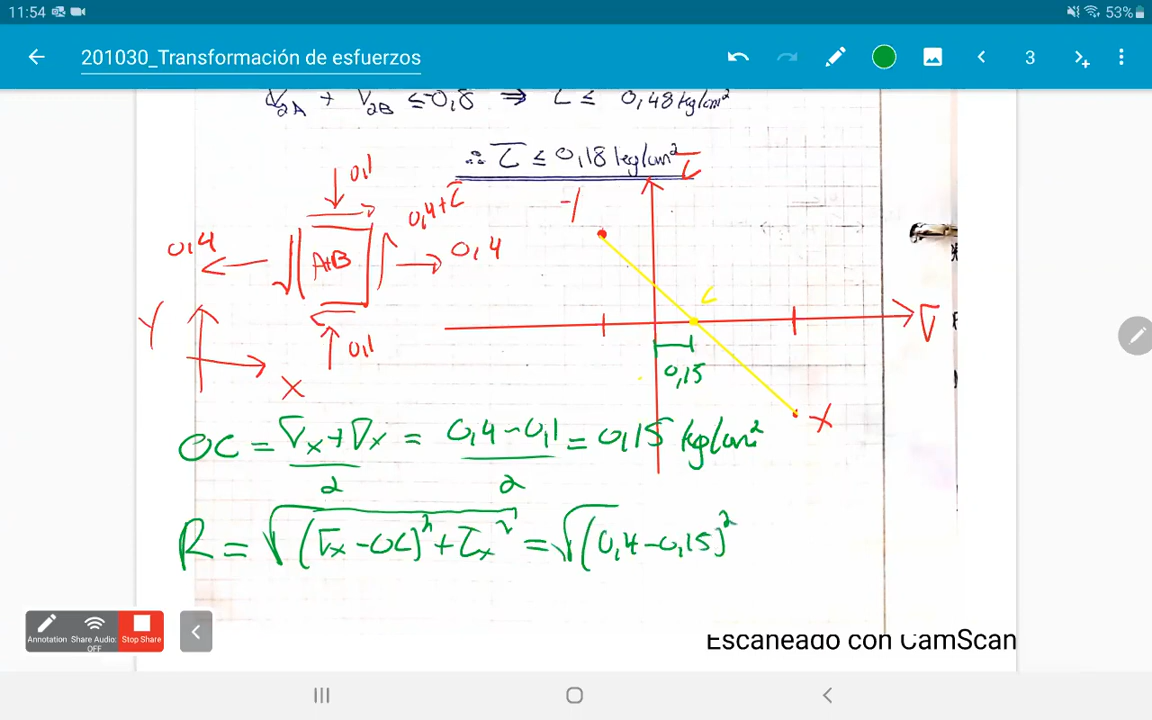 11:54 53%
201030_Transformación de esfuerzos 3
σ2A + σ2B ≤ -0,8 ⇒ τ ≤ 0,48 kg/cm²
∴ τ ≤ 0,18 kg/cm²
τ
0,1
Y
0,4 + τ
0,4
A+B
0,4
C
σ
Y
0,1
0,15
X
X
OC = σx + σx / 2 = 0,4 - 0,1 / 2 = 0,15 kg/cm²
R = √(σx - OC)² + τx² = √(0,4 - 0,15)²
Annotation
Share Audio: OFF
Stop Share
Escaneado con CamScan